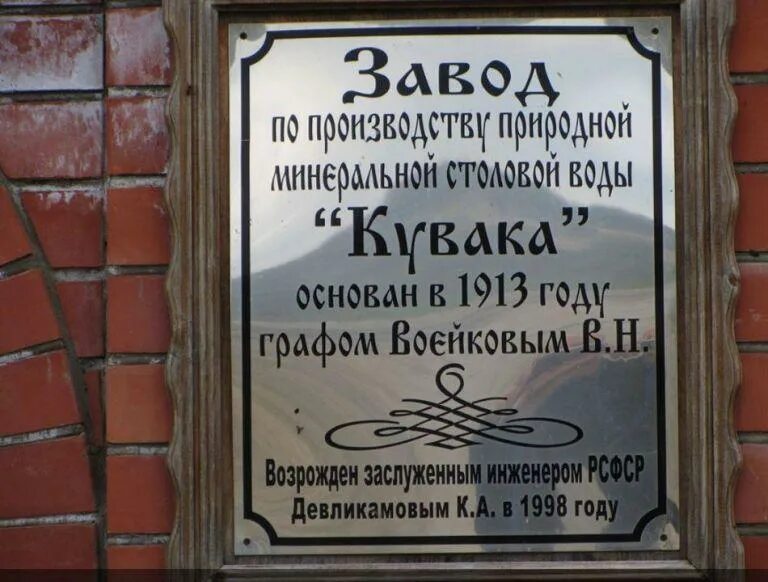 Завод
по производству природной
минеральной столовой воды
“Кувака”
основан в 1913 году
графом Воейковым В.Н.
Возрожден заслуженным инженером РСФСР
Девликамовым К.А. в 1998 году